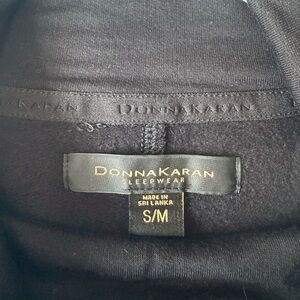 KARAN DONNAKARAN
DONNAKARAN
SLEEPWEAR
MADE IN
SRI LANKA
S/M